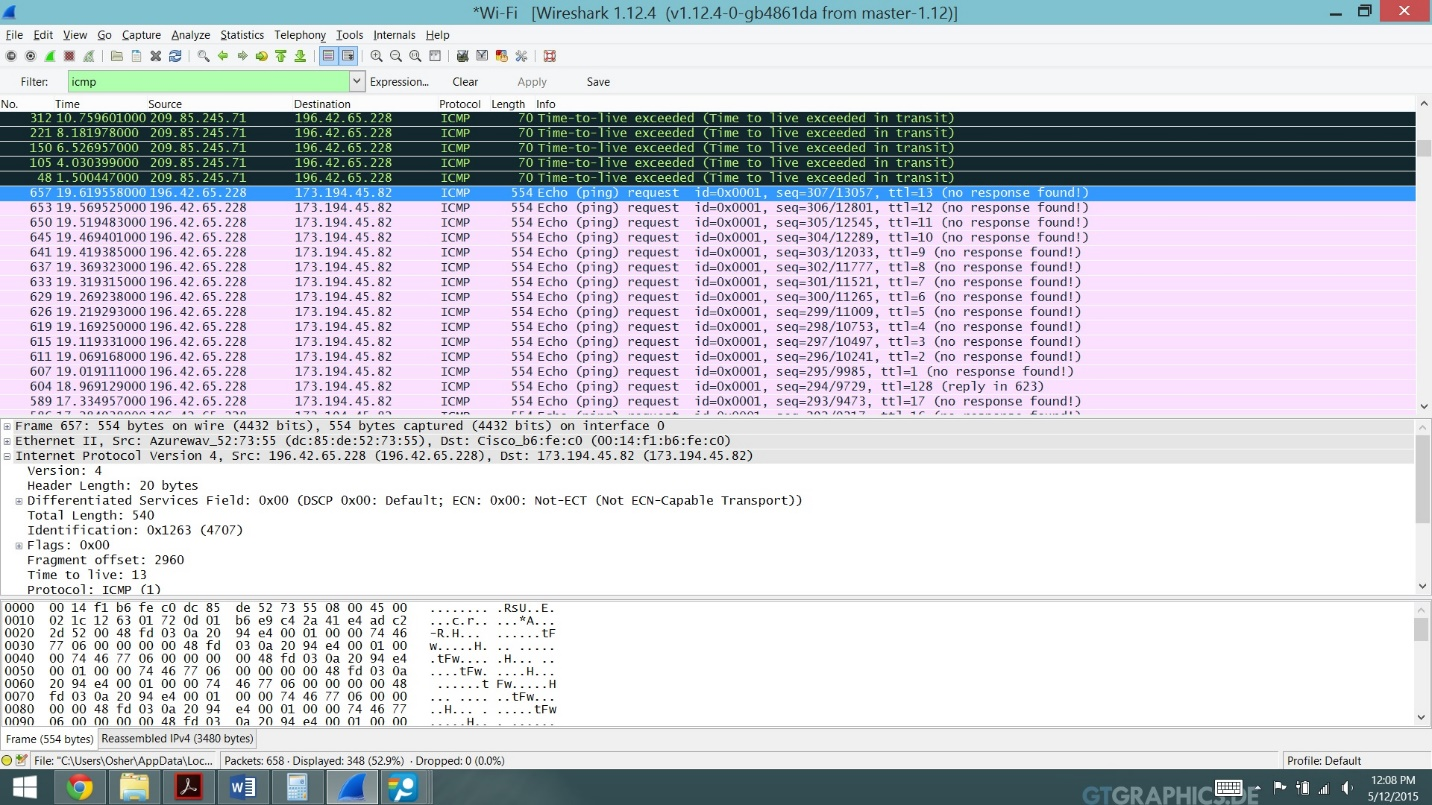 *Wi-Fi [Wireshark 1.12.4 (v1.12.4-0-gb4861da from master-1.12)]
File Edit View Go Capture Analyze Statistics Telephony Tools Internals Help
Filter: icmp Expression... Clear Apply Save
No. Time Source Destination Protocol Length Info
312 10.759601000 209.85.245.71 196.42.65.228 ICMP 70 Time-to-live exceeded (Time to live exceeded in transit)
221 8.181978000 209.85.245.71 196.42.65.228 ICMP 70 Time-to-live exceeded (Time to live exceeded in transit)
150 6.526957000 209.85.245.71 196.42.65.228 ICMP 70 Time-to-live exceeded (Time to live exceeded in transit)
105 4.030399000 209.85.245.71 196.42.65.228 ICMP 70 Time-to-live exceeded (Time to live exceeded in transit)
48 1.500447000 209.85.245.71 196.42.65.228 ICMP 70 Time-to-live exceeded (Time to live exceeded in transit)
657 19.619558000 196.42.65.228 173.194.45.82 ICMP 554 Echo (ping) request id=0x0001, seq=307/13057, ttl=13 (no response found!)
653 19.569525000 196.42.65.228 173.194.45.82 ICMP 554 Echo (ping) request id=0x0001, seq=306/12801, ttl=12 (no response found!)
650 19.519483000 196.42.65.228 173.194.45.82 ICMP 554 Echo (ping) request id=0x0001, seq=305/12545, ttl=11 (no response found!)
645 19.469401000 196.42.65.228 173.194.45.82 ICMP 554 Echo (ping) request id=0x0001, seq=304/12289, ttl=10 (no response found!)
641 19.419385000 196.42.65.228 173.194.45.82 ICMP 554 Echo (ping) request id=0x0001, seq=303/12033, ttl=9 (no response found!)
637 19.369323000 196.42.65.228 173.194.45.82 ICMP 554 Echo (ping) request id=0x0001, seq=302/11777, ttl=8 (no response found!)
633 19.319315000 196.42.65.228 173.194.45.82 ICMP 554 Echo (ping) request id=0x0001, seq=301/11521, ttl=7 (no response found!)
629 19.269238000 196.42.65.228 173.194.45.82 ICMP 554 Echo (ping) request id=0x0001, seq=300/11265, ttl=6 (no response found!)
626 19.219293000 196.42.65.228 173.194.45.82 ICMP 554 Echo (ping) request id=0x0001, seq=299/11009, ttl=5 (no response found!)
619 19.169250000 196.42.65.228 173.194.45.82 ICMP 554 Echo (ping) request id=0x0001, seq=298/10753, ttl=4 (no response found!)
615 19.119331000 196.42.65.228 173.194.45.82 ICMP 554 Echo (ping) request id=0x0001, seq=297/10497, ttl=3 (no response found!)
611 19.069168000 196.42.65.228 173.194.45.82 ICMP 554 Echo (ping) request id=0x0001, seq=296/10241, ttl=2 (no response found!)
607 19.019111000 196.42.65.228 173.194.45.82 ICMP 554 Echo (ping) request id=0x0001, seq=295/9985, ttl=1 (no response found!)
604 18.969129000 196.42.65.228 173.194.45.82 ICMP 554 Echo (ping) request id=0x0001, seq=294/9729, ttl=128 (reply in 623)
589 17.334957000 196.42.65.228 173.194.45.82 ICMP 554 Echo (ping) request id=0x0001, seq=293/9473, ttl=17 (no response found!)
Frame 657: 554 bytes on wire (4432 bits), 554 bytes captured (4432 bits) on interface 0
Ethernet II, Src: Azurewav_52:73:55 (dc:85:de:52:73:55), Dst: Cisco_b6:fe:c0 (00:14:f1:b6:fe:c0)
Internet Protocol Version 4, Src: 196.42.65.228 (196.42.65.228), Dst: 173.194.45.82 (173.194.45.82)
Version: 4
Header Length: 20 bytes
Differentiated Services Field: 0x00 (DSCP 0x00: Default; ECN: 0x00: Not-ECT (Not ECN-Capable Transport))
Total Length: 540
Identification: 0x1263 (4707)
Flags: 0x00
Fragment offset: 2960
Time to live: 13
Protocol: ICMP (1)
0000 00 14 f1 b6 fe c0 dc 85 de 52 73 55 08 00 45 00 ........ .RsU..E.
0010 02 1c 12 63 01 72 0d 01 b6 e9 c4 2a 41 e4 ad c2 ...c.r.. ...*A...
0020 2d 52 00 48 fd 03 0a 20 94 e4 00 01 00 00 74 46 -R.H... ......tF
0030 77 06 00 00 00 00 48 fd 03 0a 20 94 e4 00 01 00 w.....H. .. .....
0040 00 74 46 77 06 00 00 00 00 48 fd 03 0a 20 94 e4 .tFw.... .H... ..
0050 00 01 00 00 74 46 77 06 00 00 00 00 48 fd 03 0a ....tFw. ....H...
0060 20 94 e4 00 01 00 00 74 46 77 06 00 00 00 00 48 ......t Fw.....H
0070 fd 03 0a 20 94 e4 00 01 00 00 74 46 77 06 00 00 ... .... ..tFw...
0080 00 00 48 fd 03 0a 20 94 e4 00 01 00 00 74 46 77 ..H... . .....tFw
0090 06 00 00 00 00 48 fd 03 0a 20 94 e4 00 01 00 00 .....H.. . ......
Frame (554 bytes) Reassembled IPv4 (3480 bytes)
File: "C:\Users\Osher\AppData\Loc... Packets: 658 · Displayed: 348 (52.9%) · Dropped: 0 (0.0%) Profile: Default
GTGRAPHICS.DE
12:08 PM
5/12/2015